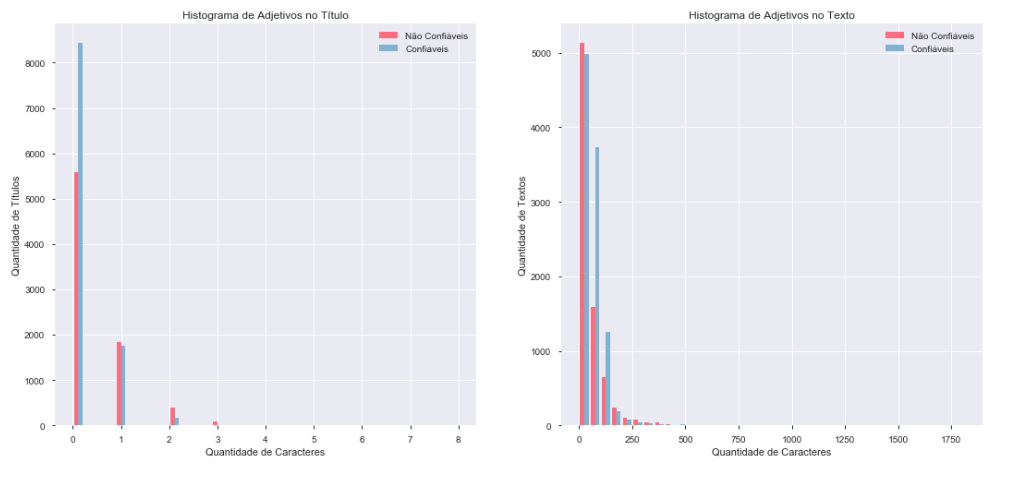 Histograma de Adjetivos no Título
Não Confiáveis
Confiáveis
8000
7000
6000
5000
4000
3000
2000
1000
0
Quantidade de Títulos
0 1 2 3 4 5 6 7 8
Quantidade de Caracteres
Histograma de Adjetivos no Texto
Não Confiáveis
Confiáveis
5000
4000
3000
2000
1000
0
Quantidade de Textos
0 250 500 750 1000 1250 1500 1750
Quantidade de Caracteres